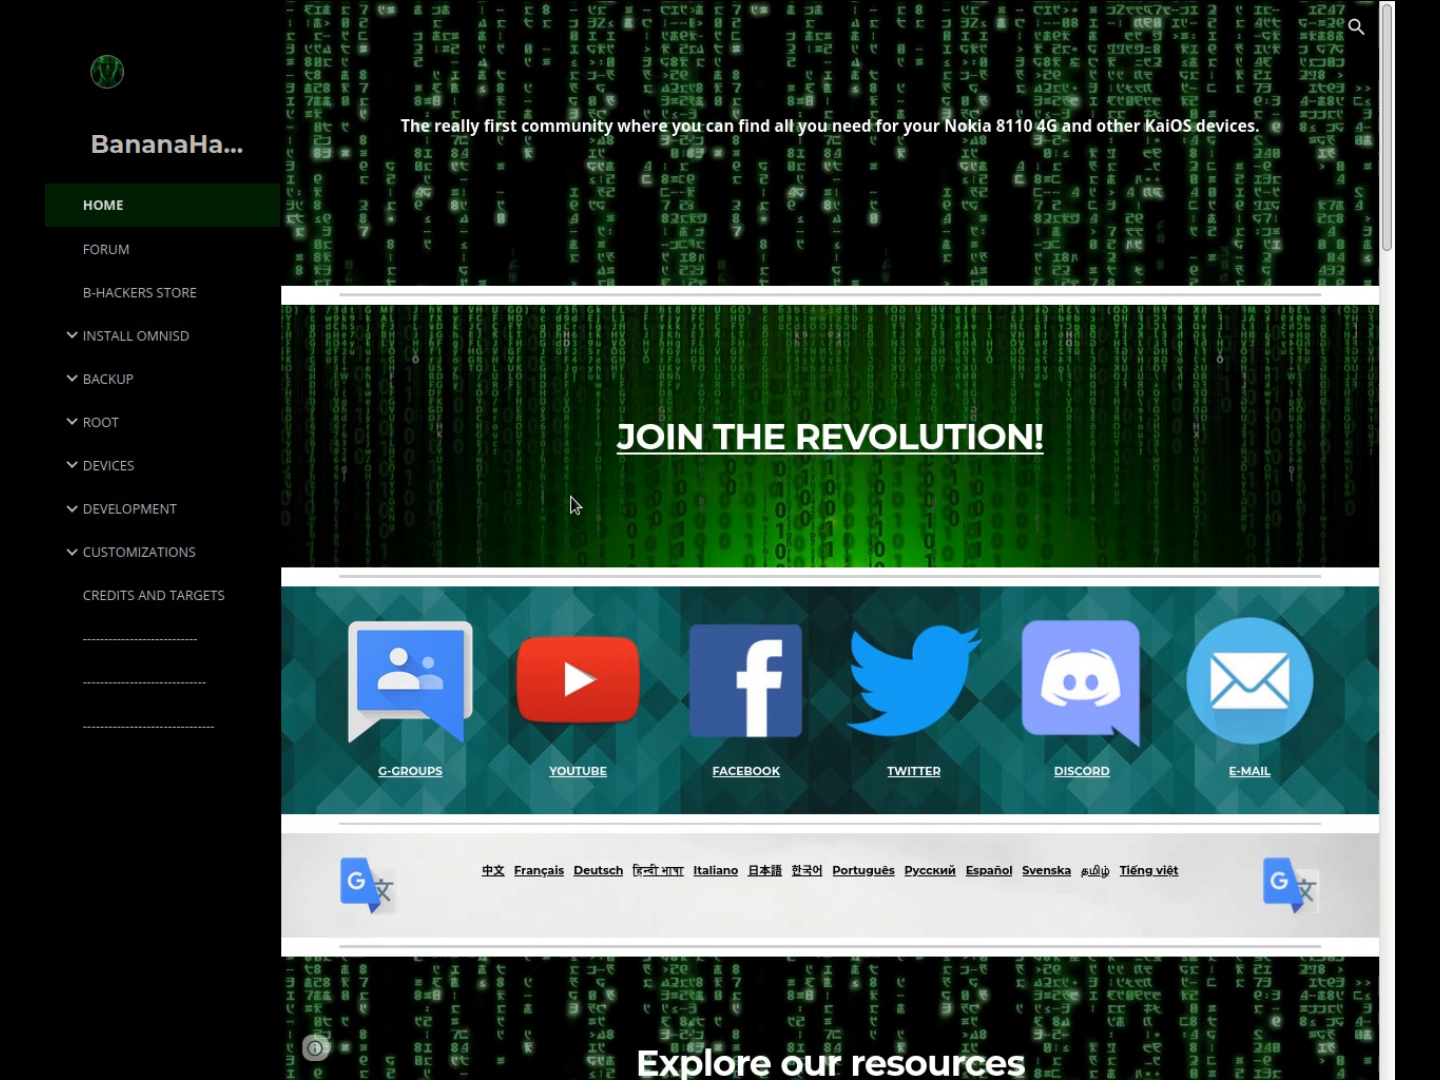 The really first community where you can find all you need for your Nokia 8110 4G and other KaiOS devices.
BananaHa...
HOME
FORUM
B-HACKERS STORE
INSTALL OMNISD
BACKUP
ROOT
DEVICES
DEVELOPMENT
CUSTOMIZATIONS
CREDITS AND TARGETS
---------------------------
-----------------------------
-------------------------------
JOIN THE REVOLUTION!
G-GROUPS YOUTUBE FACEBOOK TWITTER DISCORD E-MAIL
中文 Français Deutsch हिन्दी भाषा Italiano 日本語 한국어 Português Русский Español Svenska தமிழ் Tiếng việt
Explore our resources